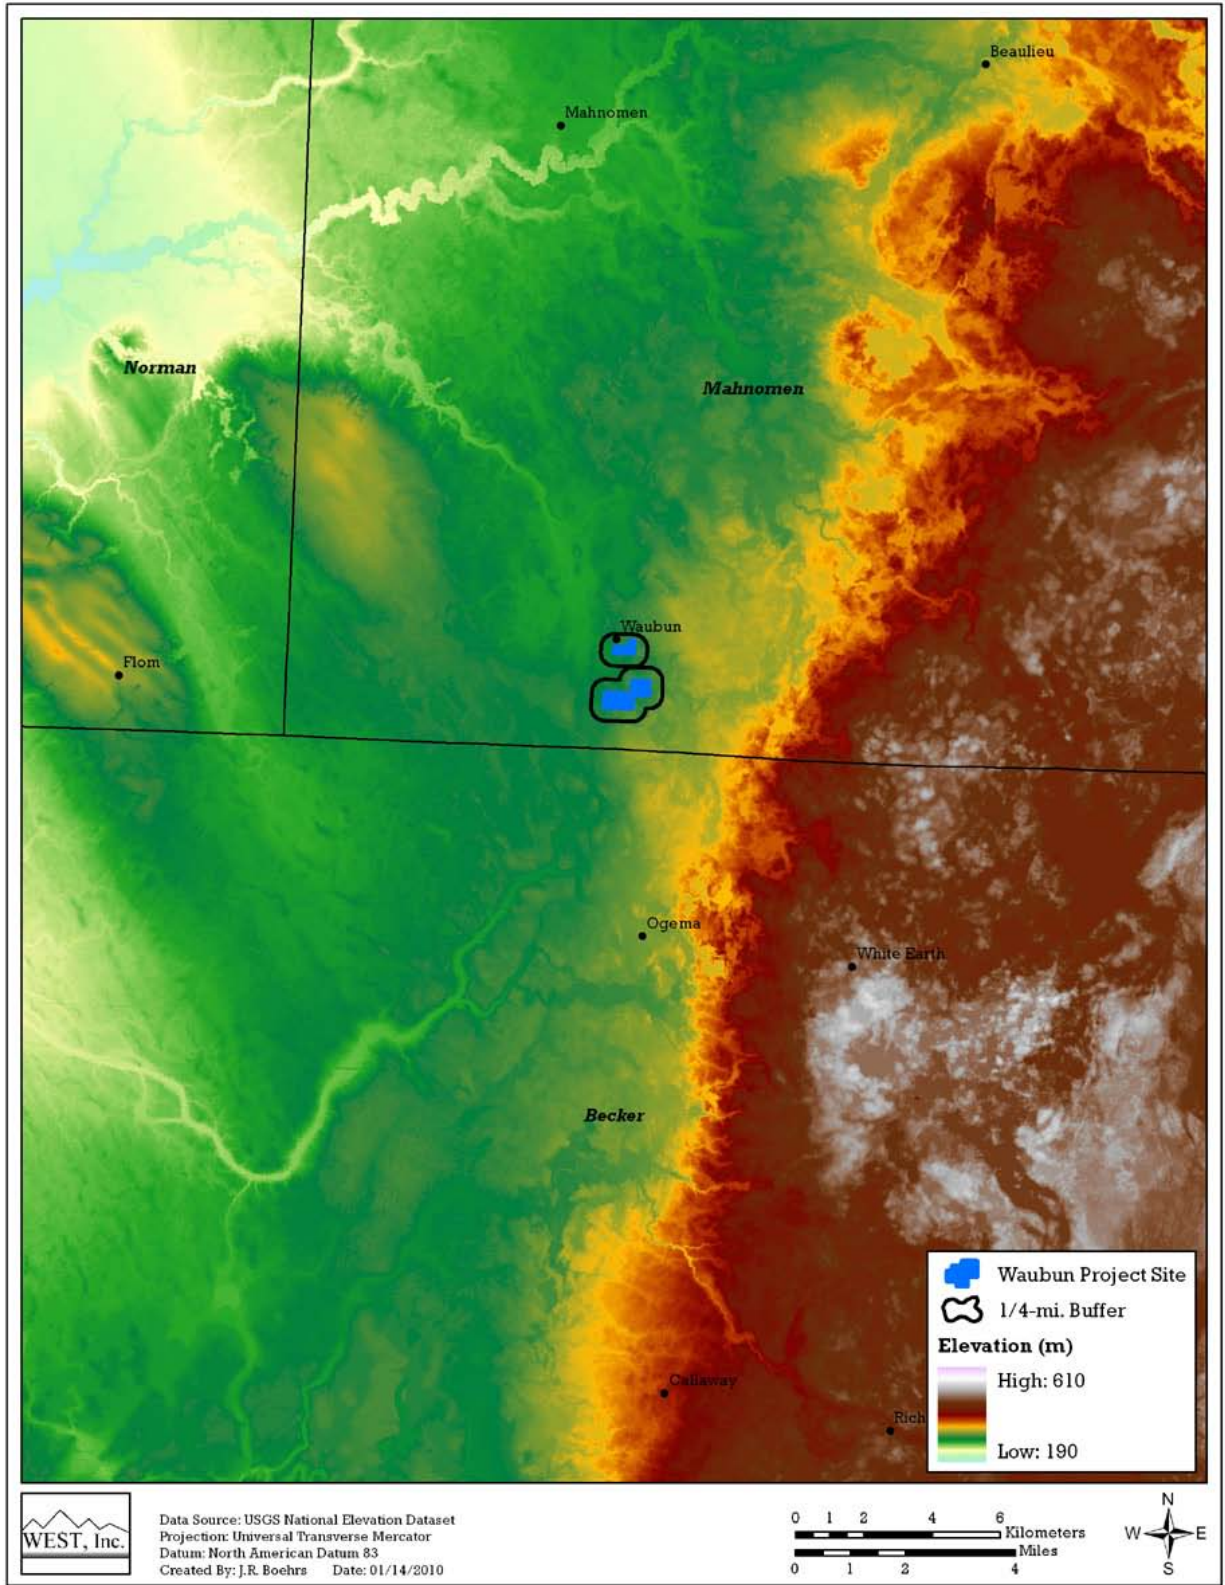 Beaulieu
Mahnomen
Norman
Mahnomen
Waubun
Flom
Ogema
White Earth
Becker
Waubun Project Site
1/4-mi. Buffer
Elevation (m)
High: 610
Low: 190
Callaway
Rich
WEST, Inc.
Data Source: USGS National Elevation Dataset
Projection: Universal Transverse Mercator
Datum: North American Datum 83
Created By: J.R. Boehrs Date: 01/14/2010
0 1 2 4 6
Kilometers
Miles
0 1 2 4
N
W E
S